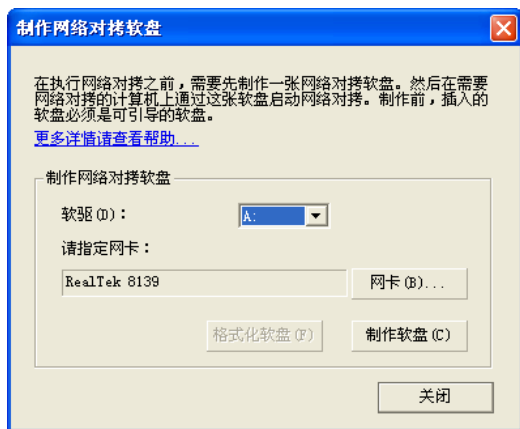 制作网络对拷软盘
在执行网络对拷之前，需要先制作一张网络对拷软盘。然后在需要
网络对拷的计算机上通过这张软盘启动网络对拷。制作前，插入的
软盘必须是可引导的软盘。
更多详情请查看帮助...
制作网络对拷软盘
软驱(D)： A:
请指定网卡：
RealTek 8139 网卡(B)...
格式化软盘(F) 制作软盘(C)
关闭